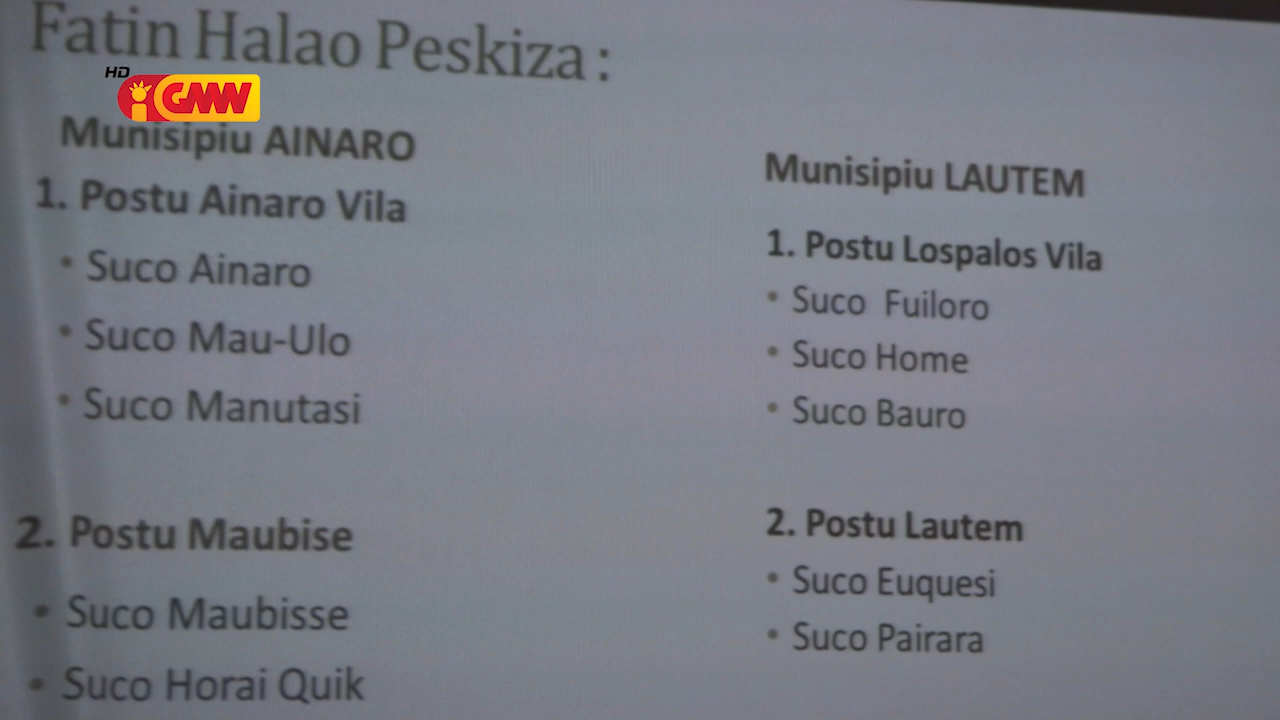 Fatin Halao Peskiza :
HD
GMN
Munisipiu AINARO
1. Postu Ainaro Vila
• Suco Ainaro
• Suco Mau-Ulo
• Suco Manutasi
2. Postu Maubise
• Suco Maubisse
• Suco Horai Quik
Munisipiu LAUTEM
1. Postu Lospalos Vila
• Suco Fuiloro
• Suco Home
• Suco Bauro
2. Postu Lautem
• Suco Euquesi
• Suco Pairara